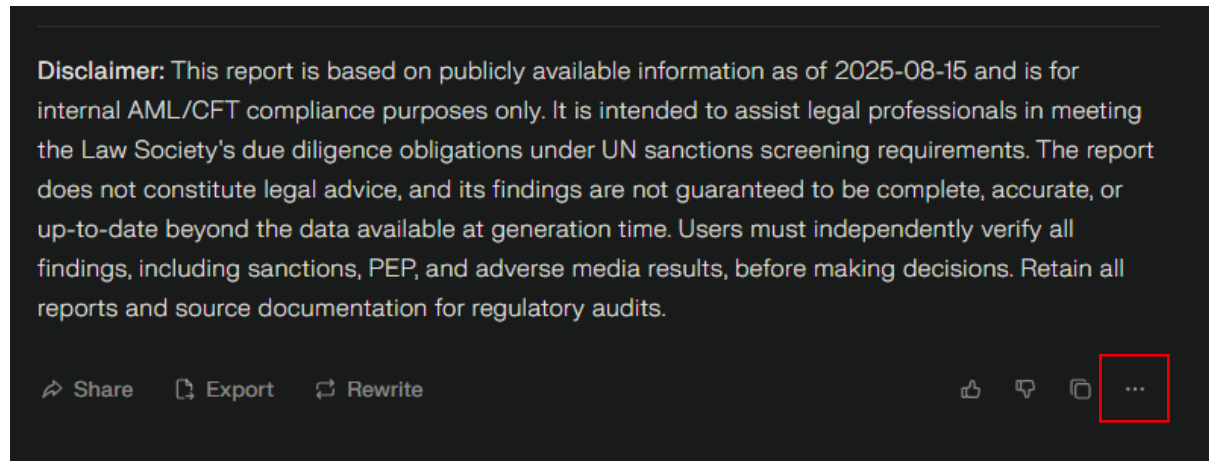 Disclaimer: This report is based on publicly available information as of 2025-08-15 and is for
internal AML/CFT compliance purposes only. It is intended to assist legal professionals in meeting
the Law Society's due diligence obligations under UN sanctions screening requirements. The report
does not constitute legal advice, and its findings are not guaranteed to be complete, accurate, or
up-to-date beyond the data available at generation time. Users must independently verify all
findings, including sanctions, PEP, and adverse media results, before making decisions. Retain all
reports and source documentation for regulatory audits.
Share Export Rewrite